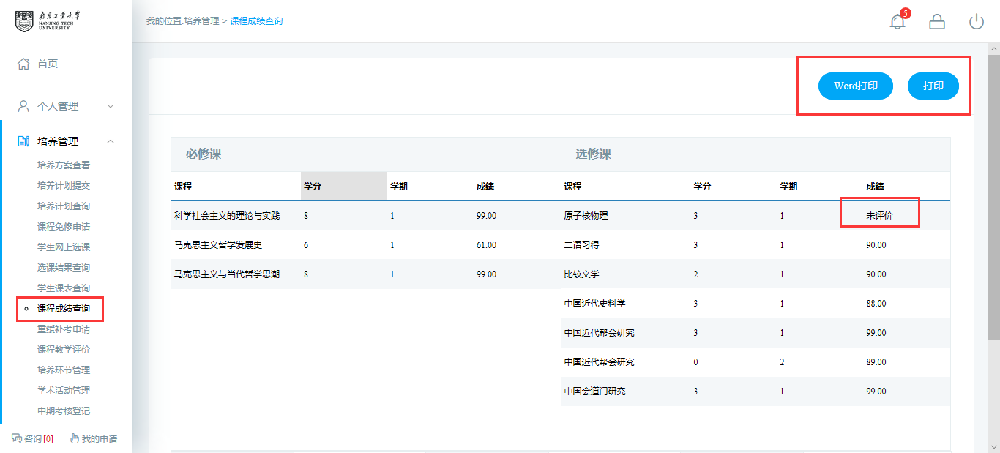 南京工业大学
NANJING TECH
UNIVERSITY
我的位置:培养管理 > 课程成绩查询
5
首页
个人管理
培养管理
培养方案查看
培养计划提交
培养计划查询
课程免修申请
学生网上选课
选课结果查询
学生课表查询
课程成绩查询
重缓补考申请
课程教学评价
培养环节管理
学术活动管理
中期考核登记
咨询[0] 我的申请
Word打印 打印
必修课 选修课
课程 学分 学期 成绩 课程 学分 学期 成绩
科学社会主义的理论与实践 8 1 99.00 原子核物理 3 1 未评价
马克思主义哲学发展史 6 1 61.00 二语习得 3 1 90.00
马克思主义与当代哲学思潮 8 1 99.00 比较文学 2 1 90.00
中国近代史料学 3 1 88.00
中国近代帮会研究 3 1 99.00
中国近代帮会研究 0 2 89.00
中国会道门研究 3 1 99.00